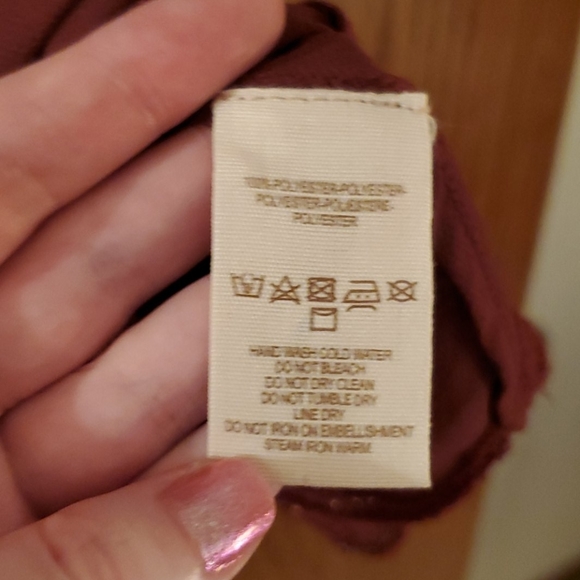 100% POLYESTER-POLYESTER-
POLYESTER-POLYESTERE-
POLYESTER
HAND WASH COLD WATER
DO NOT BLEACH
DO NOT DRY CLEAN
DO NOT TUMBLE DRY
LINE DRY
DO NOT IRON ON EMBELLISHMENT
STEAM IRON WARM